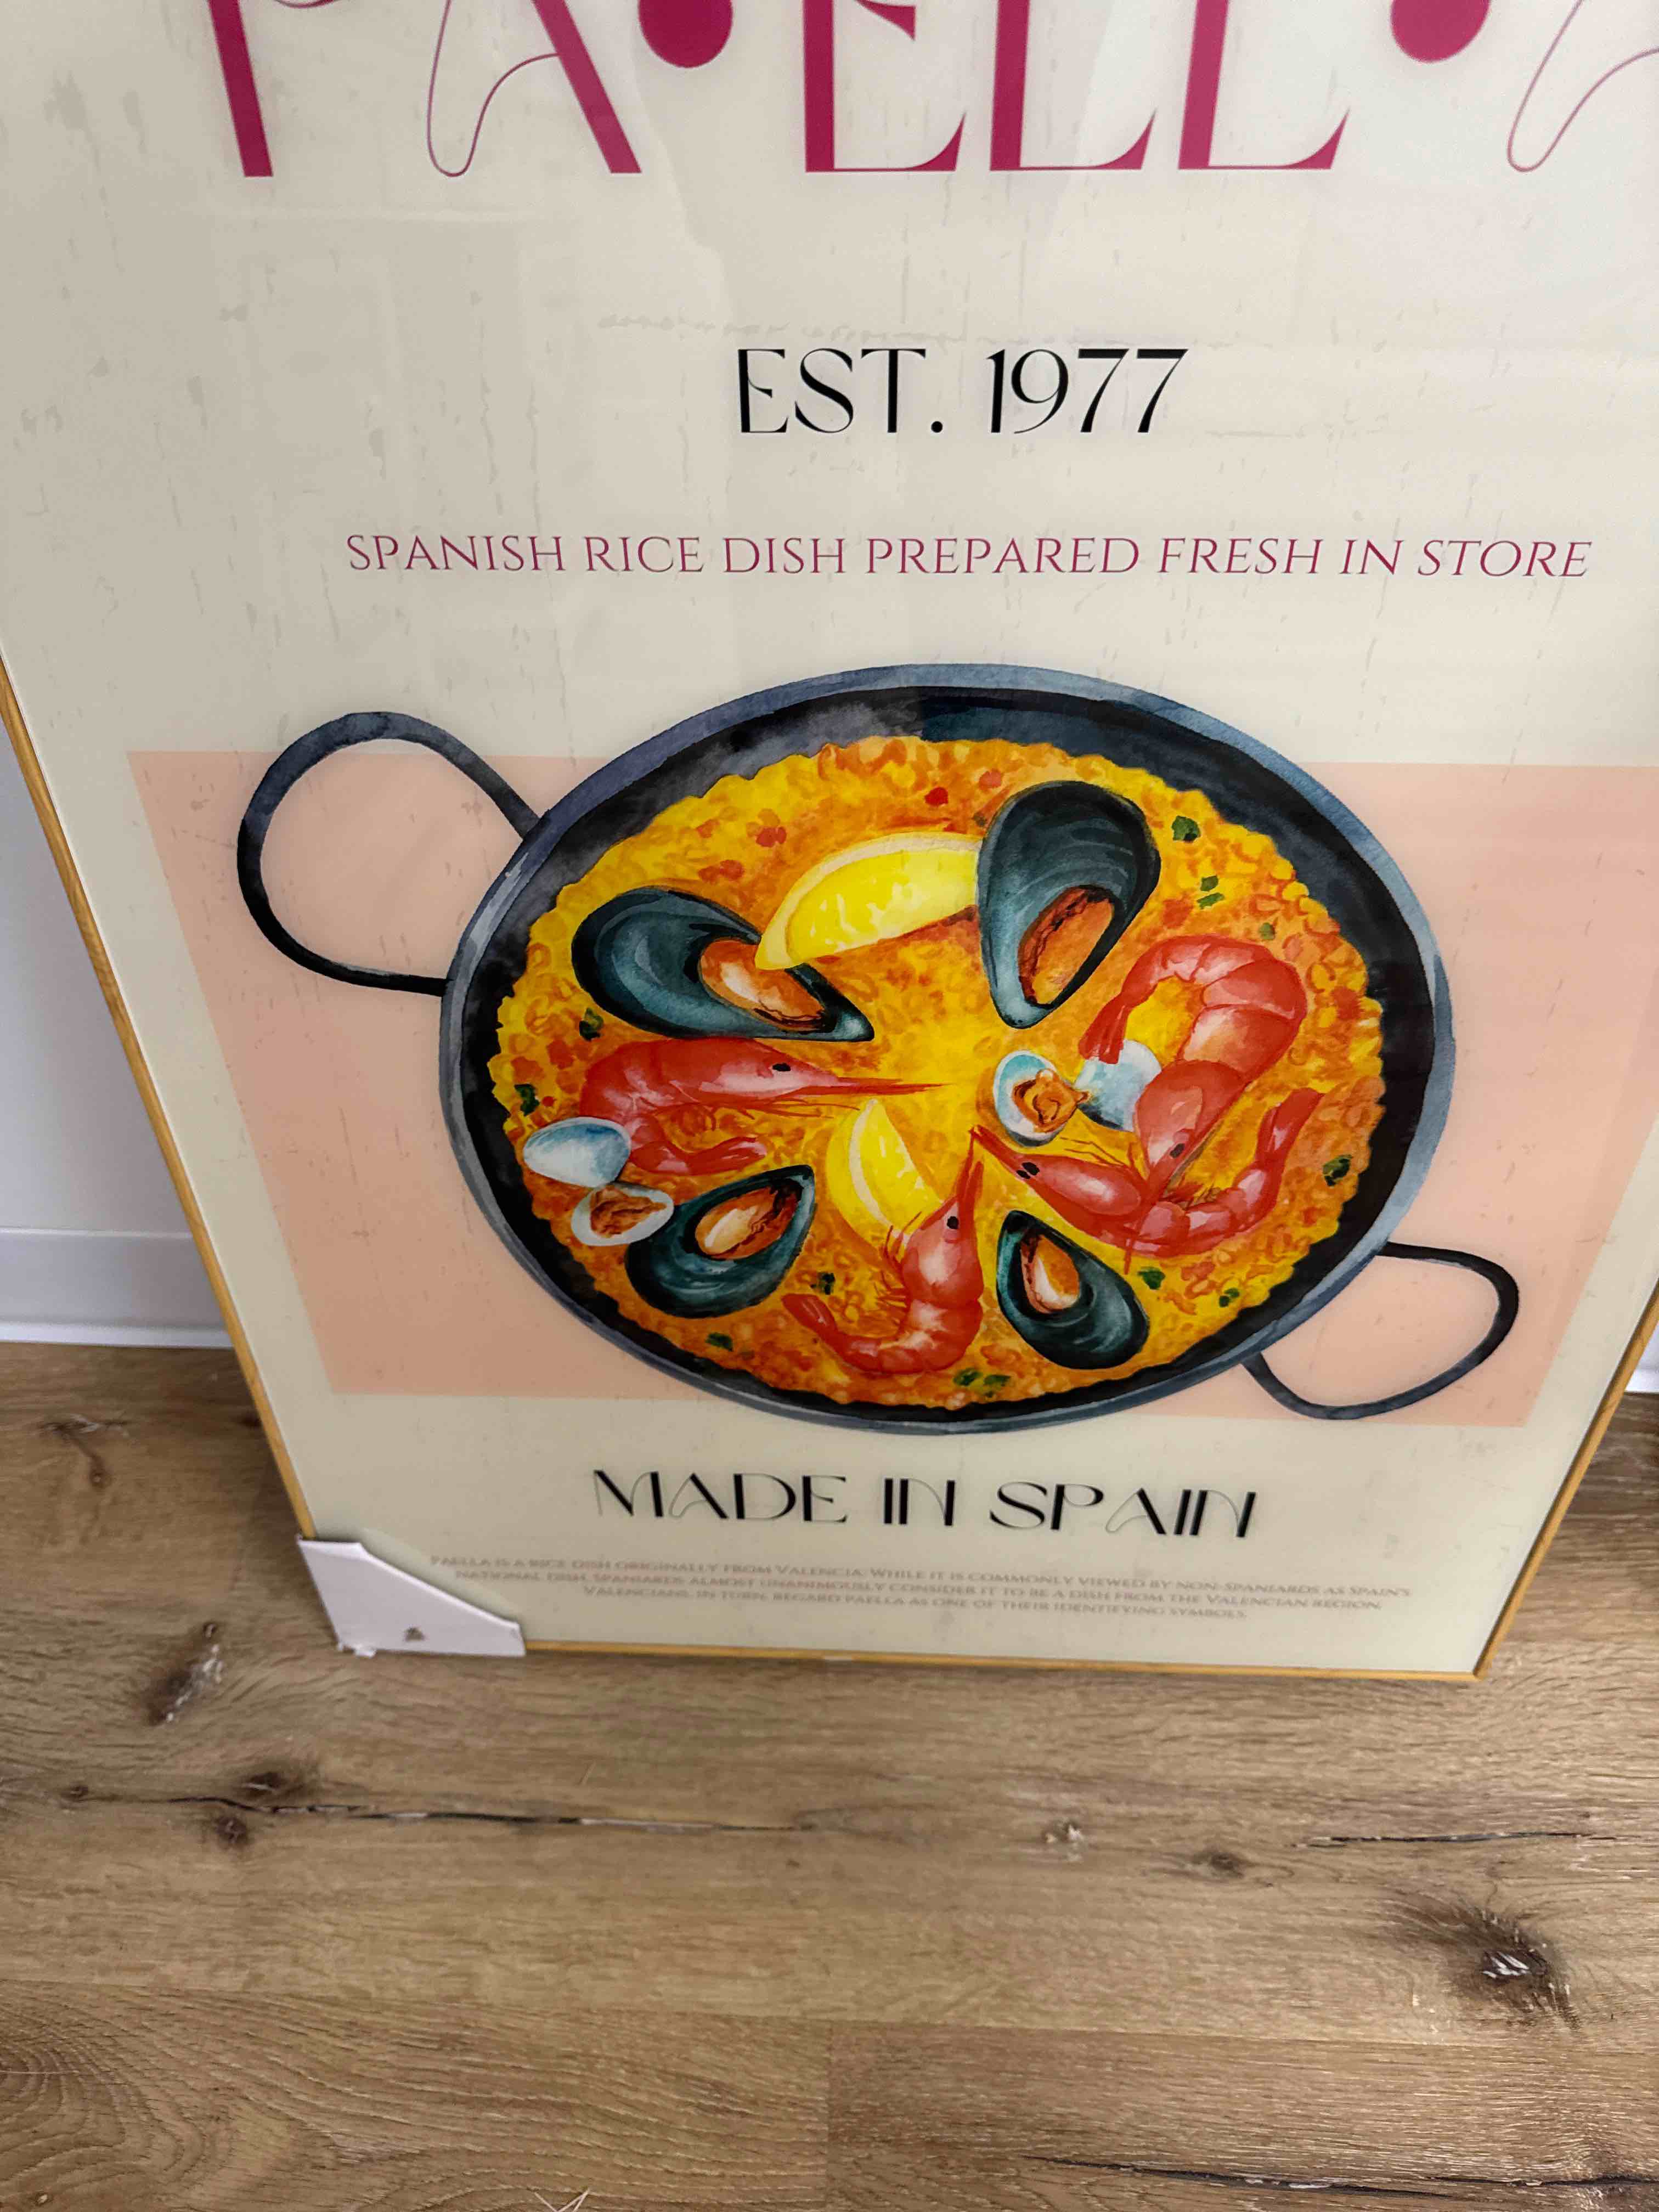 PAELLA
EST. 1977
SPANISH RICE DISH PREPARED FRESH IN STORE
MADE IN SPAIN
PAELLA IS A RICE DISH ORIGINALLY FROM VALENCIA. WHILE IT IS COMMONLY VIEWED BY NON-SPANIARDS AS SPAIN'S
NATIONAL DISH, SPANIARDS ALMOST UNANIMOUSLY CONSIDER IT TO BE A DISH FROM THE VALENCIAN REGION.
VALENCIANS, IN TURN, REGARD PAELLA AS ONE OF THEIR IDENTIFYING SYMBOLS.